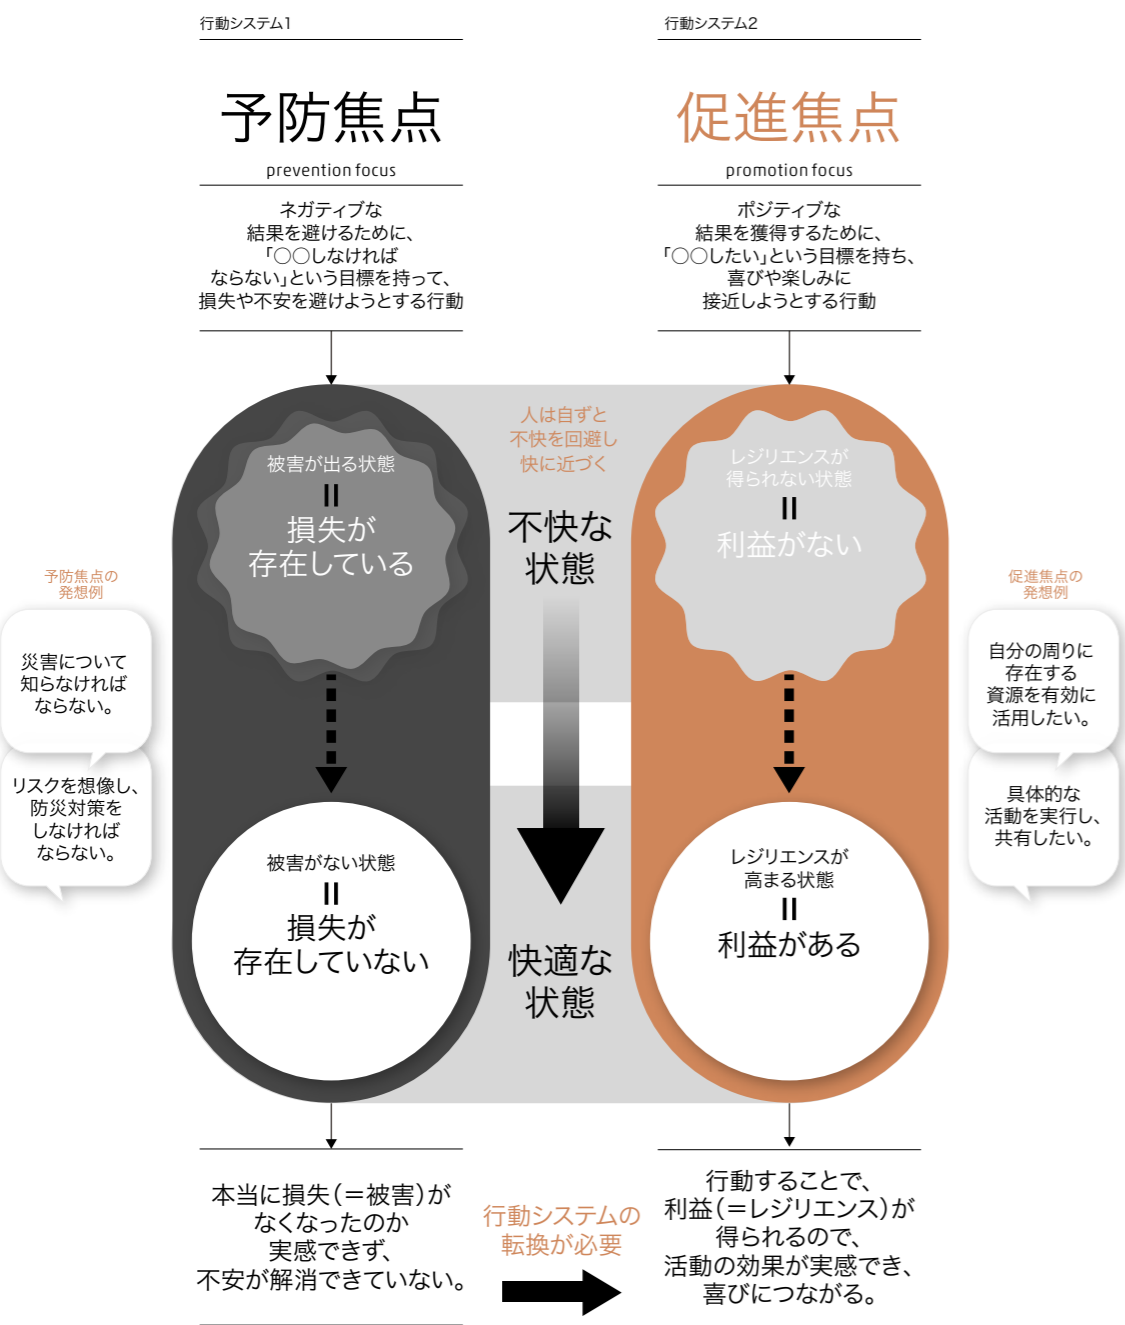 行動システム1
予防焦点
prevention focus
ネガティブな
結果を避けるために、
「○○しなければ
ならない」という目標を持って、
損失や不安を避けようとする行動
行動システム2
促進焦点
promotion focus
ポジティブな
結果を獲得するために、
「○○したい」という目標を持ち、
喜びや楽しみに
接近しようとする行動
予防焦点の
発想例
災害について
知らなければ
ならない。
リスクを想像し、
防災対策を
しなければ
ならない。
被害が出る状態
=
損失が
存在している
被害がない状態
=
損失が
存在していない
人は自ずと
不快を回避し
快に近づく
不快な
状態
快適な
状態
レジリエンスが
得られない状態
=
利益がない
レジリエンスが
高まる状態
=
利益がある
促進焦点の
発想例
自分の周りに
存在する
資源を有効に
活用したい。
具体的な
活動を実行し、
共有したい。
本当に損失（＝被害）が
なくなったのか
実感できず、
不安が解消できていない。
行動システムの
転換が必要
行動することで、
利益（＝レジリエンス）が
得られるので、
活動の効果が実感でき、
喜びにつながる。